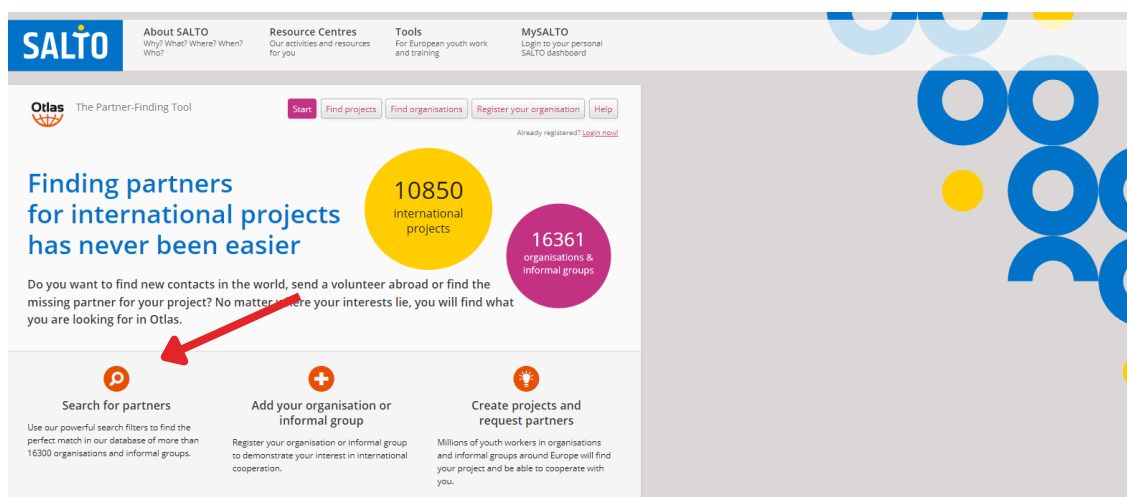 SALTO
About SALTO
Why? What? Where? When?
Who?
Resource Centres
Our activities and resources
for you
Tools
For European youth work
and training
MySALTO
Login to your personal
SALTO dashboard
Otlas
The Partner-Finding Tool
Start
Find projects
Find organisations
Register your organisation
Help
Already registered? Login now!
Finding partners
for international projects
has never been easier
10850
international
projects
16361
organisations &
informal groups
Do you want to find new contacts in the world, send a volunteer abroad or find the
missing partner for your project? No matter where your interests lie, you will find what
you are looking for in Otlas.
Search for partners
Use our powerful search filters to find the
perfect match in our database of more than
16300 organisations and informal groups.
Add your organisation or
informal group
Register your organisation or informal group
to demonstrate your interest in international
cooperation.
Create projects and
request partners
Millions of youth workers in organisations
and informal groups around Europe will find
your project and be able to cooperate with
you.